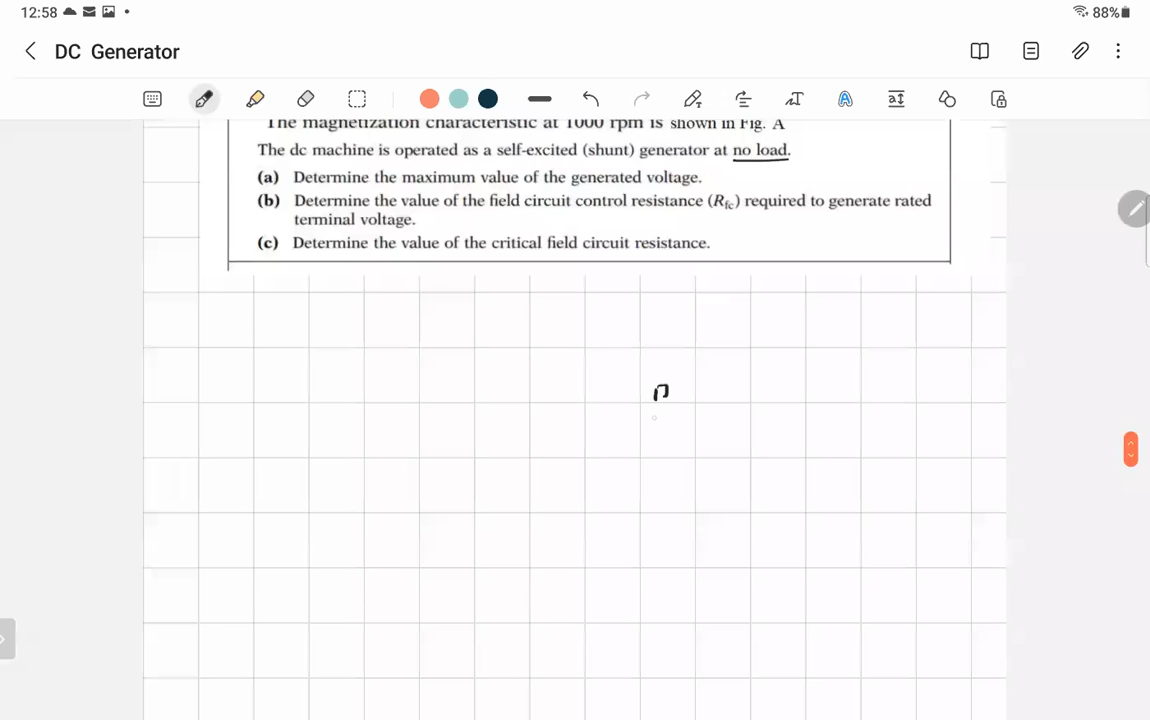 12:58
88%
DC Generator
The magnetization characteristic at 1000 rpm is shown in Fig. A
The dc machine is operated as a self-excited (shunt) generator at no load.
(a) Determine the maximum value of the generated voltage.
(b) Determine the value of the field circuit control resistance (Rfc) required to generate rated
terminal voltage.
(c) Determine the value of the critical field circuit resistance.